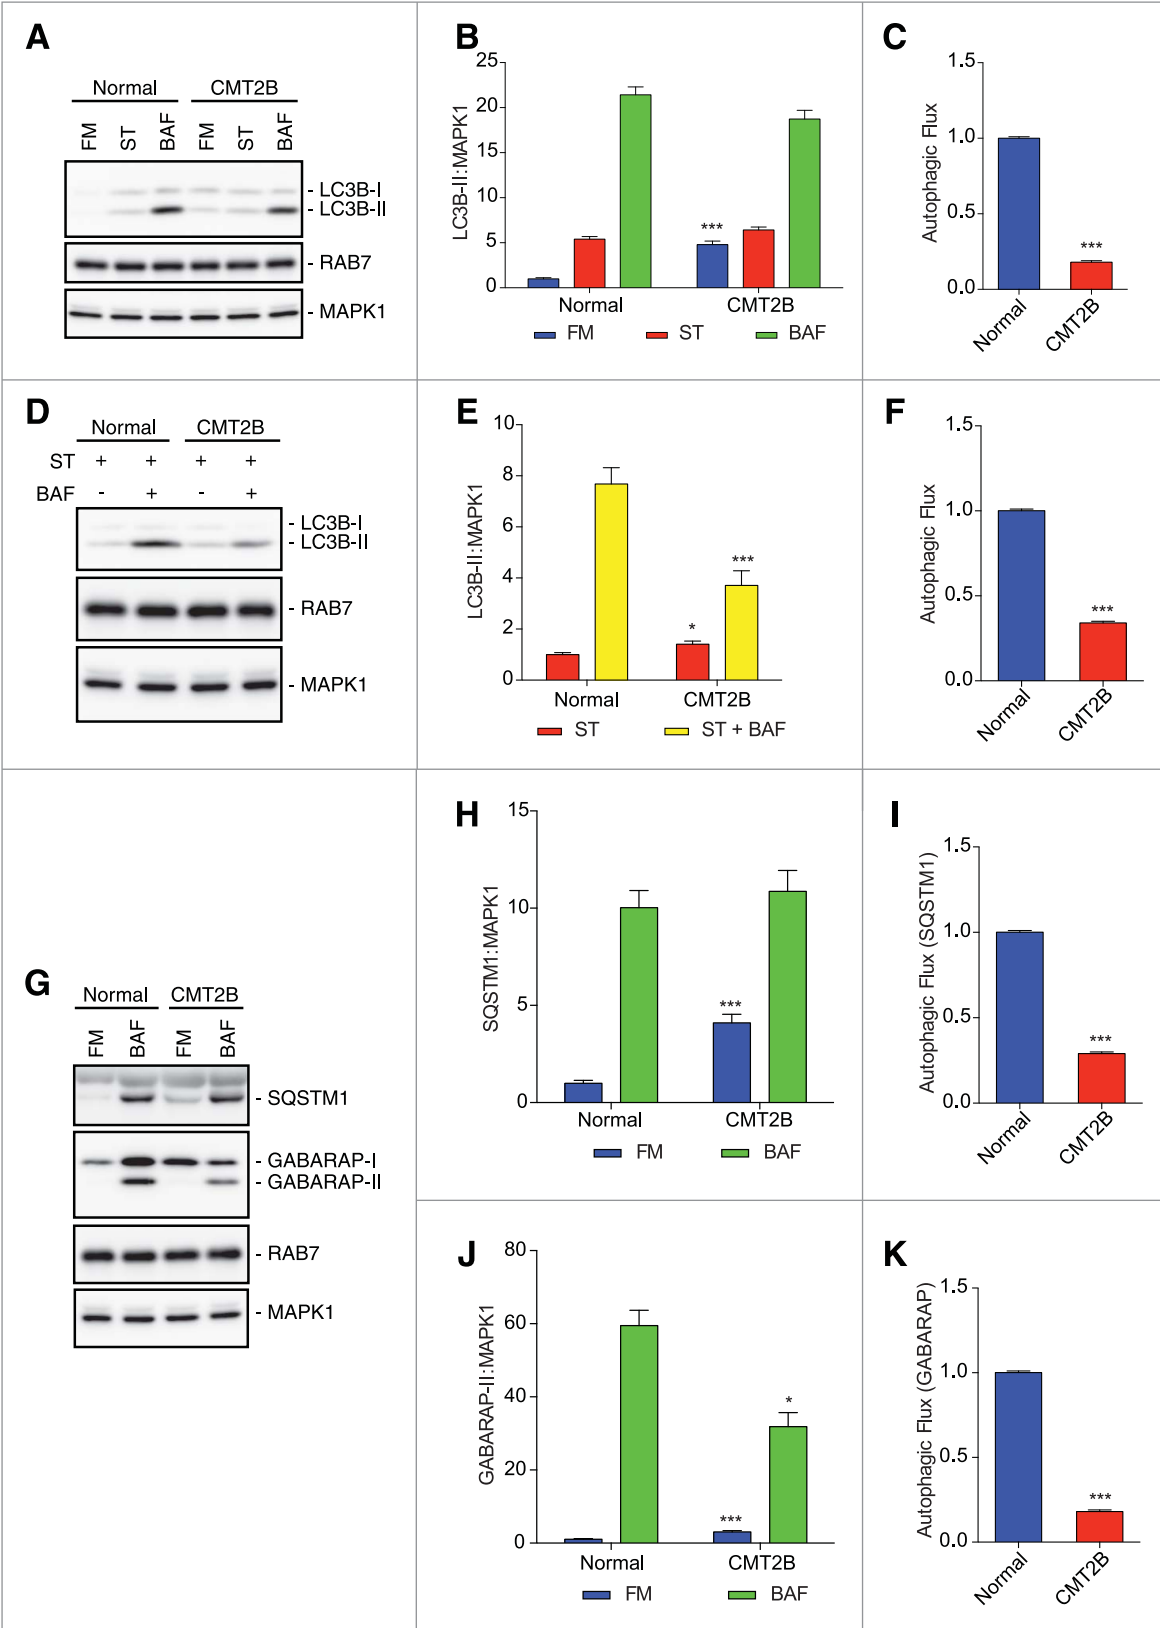 A
Normal CMT2B
FM ST BAF FM ST BAF
- LC3B-I
- LC3B-II
- RAB7
- MAPK1
B
LC3B-II:MAPK1
25
20
15
10
5
0
***
Normal CMT2B
FM ST BAF
C
Autophagic Flux
1.5
1.0
0.5
0.0
***
Normal CMT2B
D
Normal CMT2B
ST + + + +
BAF - + - +
- LC3B-I
- LC3B-II
- RAB7
- MAPK1
E
LC3B-II:MAPK1
10
8
6
4
2
0
***
*
Normal CMT2B
ST ST + BAF
F
Autophagic Flux
1.5
1.0
0.5
0.0
***
Normal CMT2B
G
Normal CMT2B
FM BAF FM BAF
- SQSTM1
- GABARAP-I
- GABARAP-II
- RAB7
- MAPK1
H
SQSTM1:MAPK1
15
10
5
0
***
Normal CMT2B
FM BAF
I
Autophagic Flux (SQSTM1)
1.5
1.0
0.5
0.0
***
Normal CMT2B
J
GABARAP-II:MAPK1
80
60
40
20
0
*
***
Normal CMT2B
FM BAF
K
Autophagic Flux (GABARAP)
1.5
1.0
0.5
0.0
***
Normal CMT2B